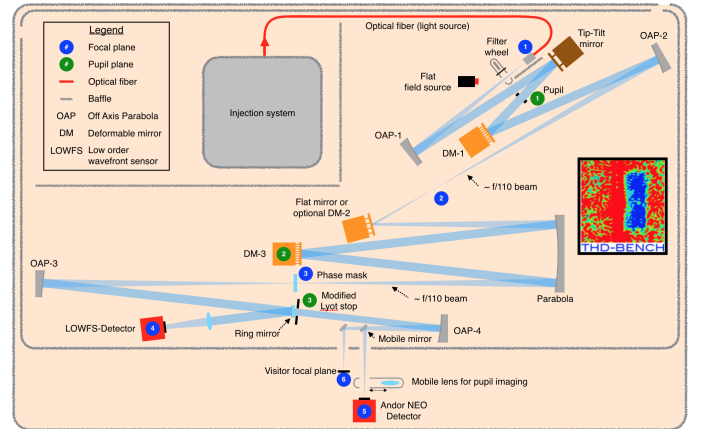 Legend
# Focal plane
# Pupil plane
Optical fiber
Baffle
OAP Off Axis Parabola
DM Deformable mirror
LOWFS Low order
wavefront sensor
Injection system
Optical fiber (light source)
1
Filter
wheel
Tip-Tilt
mirror
OAP-2
Flat
field source
Pupil
1
OAP-1
DM-1
~ f/110 beam
2
THD-BENCH
Flat mirror or
optional DM-2
DM-3
2
OAP-3
3
Phase mask
3
Modified
Lyot stop
~ f/110 beam
Parabola
LOWFS-Detector
4
Ring mirror
OAP-4
Mobile mirror
Visitor focal plane
6
Mobile lens for pupil imaging
5
Andor NEO
Detector